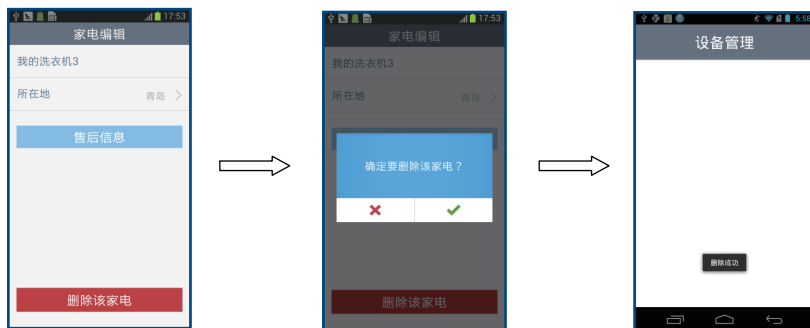 17:53
家电编辑
我的洗衣机3
所在地 青岛
售后信息
删除该家电
17:53
家电编辑
我的洗衣机3
所在地 青岛
确定要删除该家电？
删除该家电
5:58
设备管理
删除成功